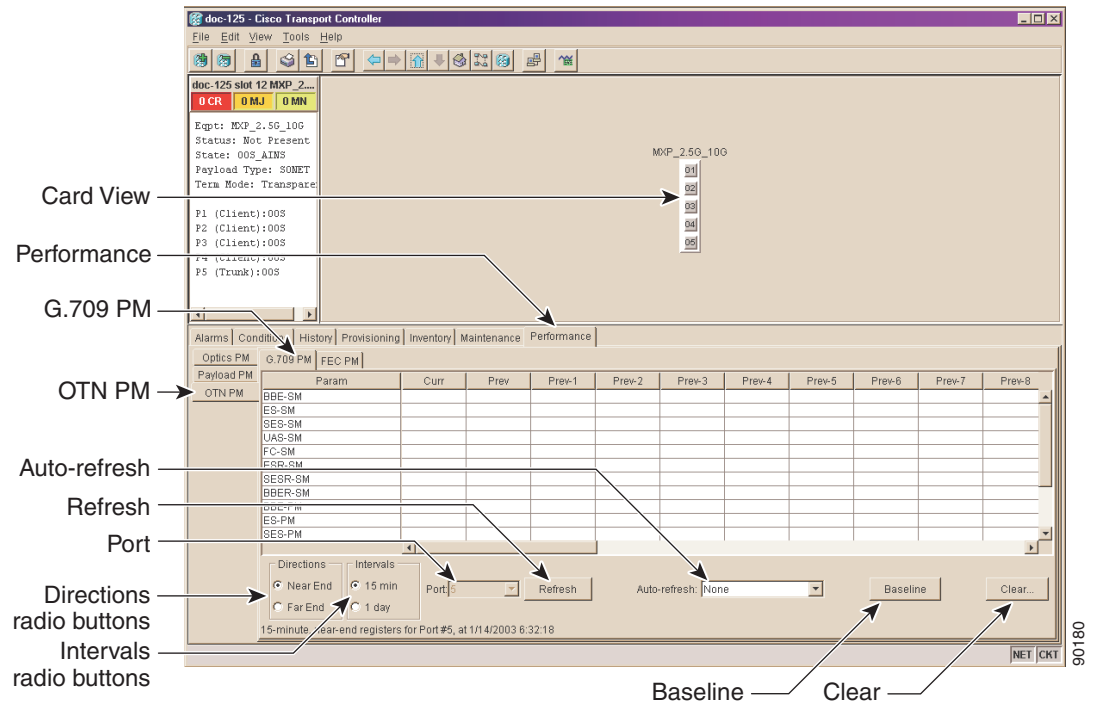 doc-125 - Cisco Transport Controller
File Edit View Tools Help
doc-125 slot 12 MXP_2....
0 CR 0 MJ 0 MN
Eqpt: MXP_2.5G_10G
Status: Not Present
State: OOS_AINS
Payload Type: SONET
Term Mode: Transpare
P1 (Client):OOS
P2 (Client):OOS
P3 (Client):OOS
P4 (Client):OOS
P5 (Trunk):OOS
MXP_2.5G_10G
01
02
03
04
05
Card View
Performance
G.709 PM
OTN PM
Auto-refresh
Refresh
Port
Directions
radio buttons
Intervals
radio buttons
Alarms Condition History Provisioning Inventory Maintenance Performance
Optics PM
Payload PM
OTN PM
G.709 PM FEC PM
Param Curr Prev Prev-1 Prev-2 Prev-3 Prev-4 Prev-5 Prev-6 Prev-7 Prev-8
BBE-SM
ES-SM
SES-SM
UAS-SM
FC-SM
ESR-SM
SESR-SM
BBER-SM
BBE-PM
ES-PM
SES-PM
Directions Intervals
Near End 15 min Port: 5 Refresh Auto-refresh: None Baseline Clear...
Far End 1 day
15-minute, near-end registers for Port #5, at 1/14/2003 6:32:18
NET CKT
Baseline Clear
90180